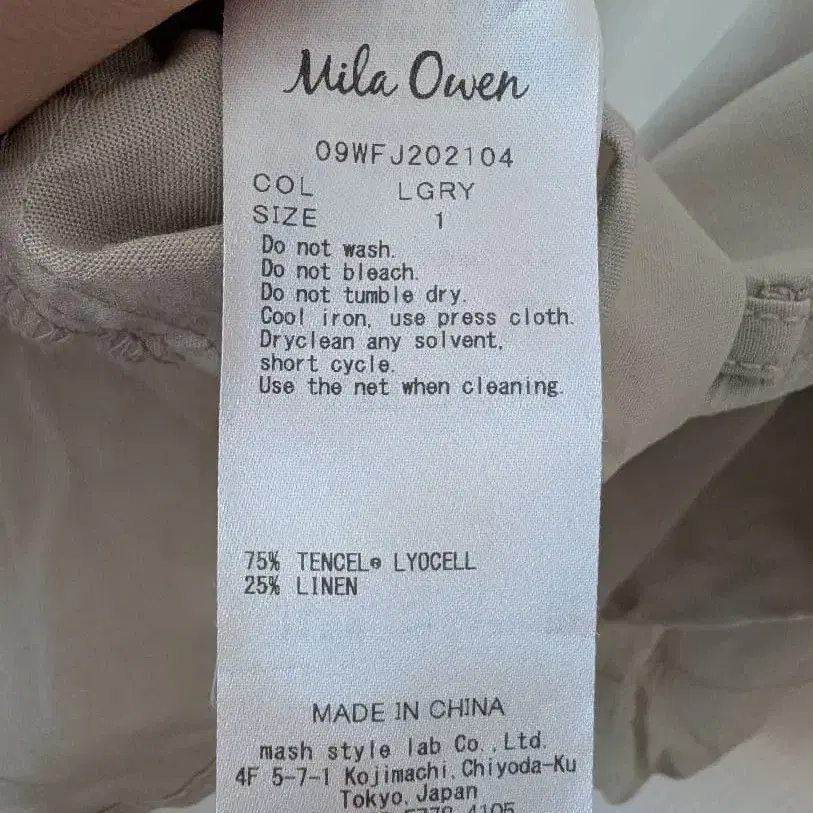 Mila Owen
09WFJ202104
COL LGRY
SIZE 1
Do not wash.
Do not bleach.
Do not tumble dry.
Cool iron, use press cloth.
Dryclean any solvent,
short cycle.
Use the net when cleaning.
75% TENCEL® LYOCELL
25% LINEN
MADE IN CHINA
mash style lab Co.,Ltd.
4F 5-7-1 Kojimachi,Chiyoda-Ku
Tokyo,Japan
4105